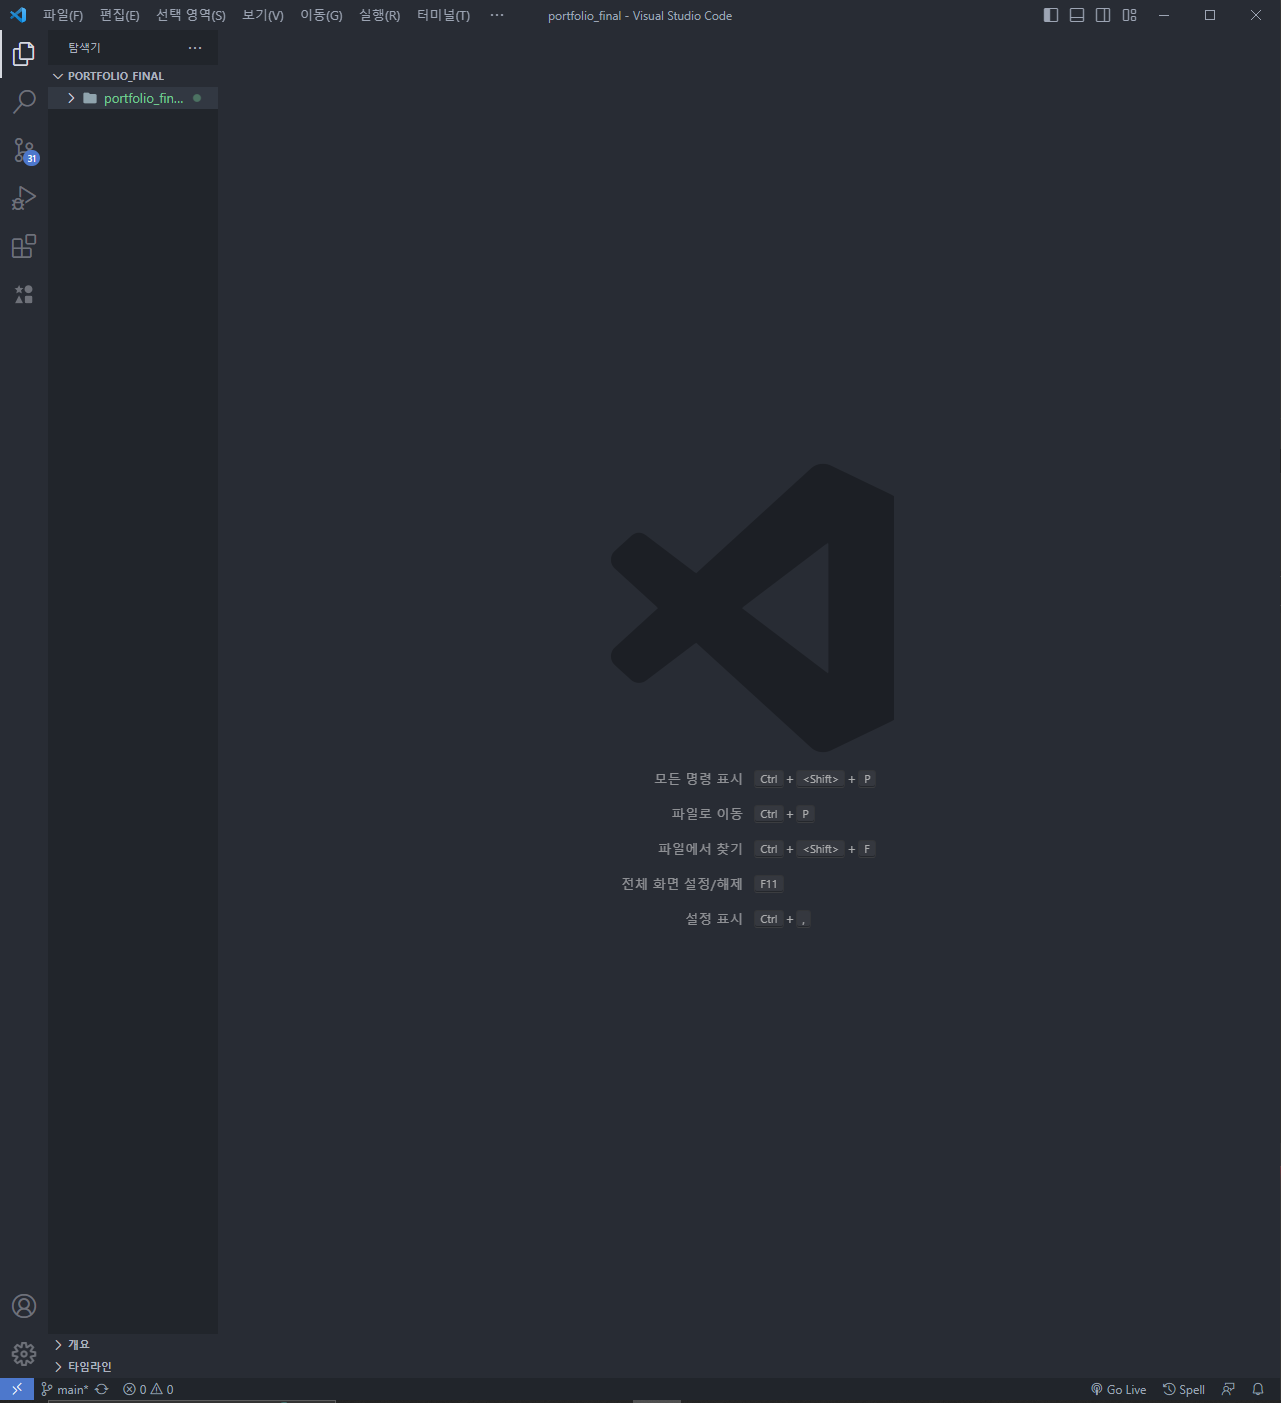 파일(F) 편집(E) 선택 영역(S) 보기(V) 이동(G) 실행(R) 터미널(T) ··· portfolio_final - Visual Studio Code
탐색기 ···
PORTFOLIO_FINAL
portfolio_fin...
31
모든 명령 표시 Ctrl + <Shift> + P
파일로 이동 Ctrl + P
파일에서 찾기 Ctrl + <Shift> + F
전체 화면 설정/해제 F11
설정 표시 Ctrl + ,
개요
타임라인
main* 0 0 Go Live Spell